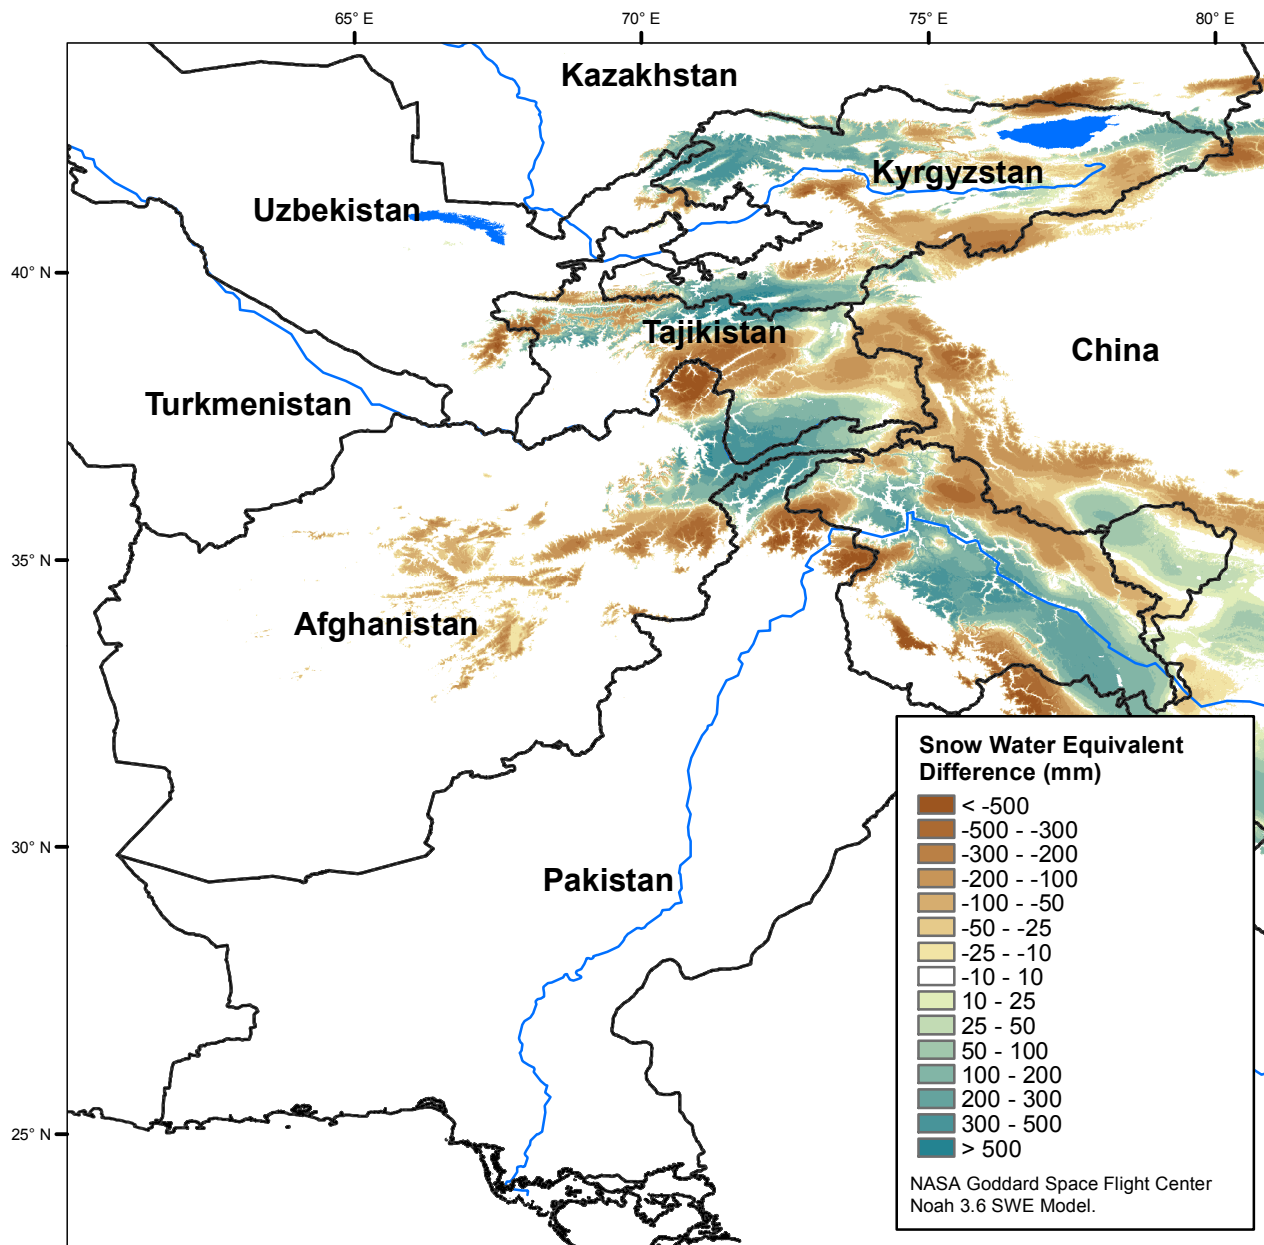 65° E
70° E
75° E
80° E
Kazakhstan
Kyrgyzstan
Uzbekistan
40° N
Tajikistan
China
Turkmenistan
35° N
Afghanistan
30° N
Pakistan
25° N
Snow Water Equivalent
Difference (mm)
< -500
-500 - -300
-300 - -200
-200 - -100
-100 - -50
-50 - -25
-25 - -10
-10 - 10
10 - 25
25 - 50
50 - 100
100 - 200
200 - 300
300 - 500
> 500
NASA Goddard Space Flight Center
Noah 3.6 SWE Model.